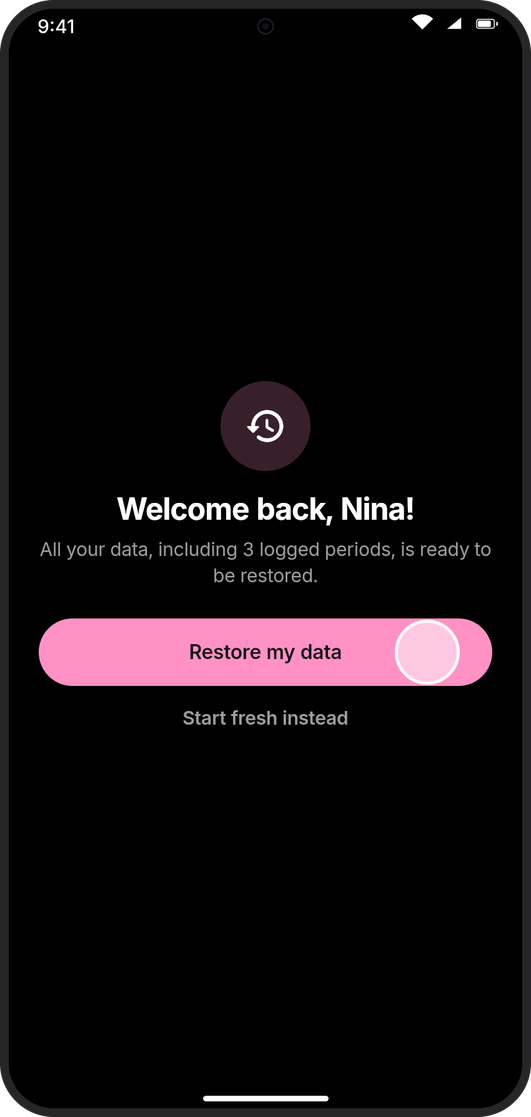 9:41
Welcome back, Nina!
All your data, including 3 logged periods, is ready to
be restored.
Restore my data
Start fresh instead